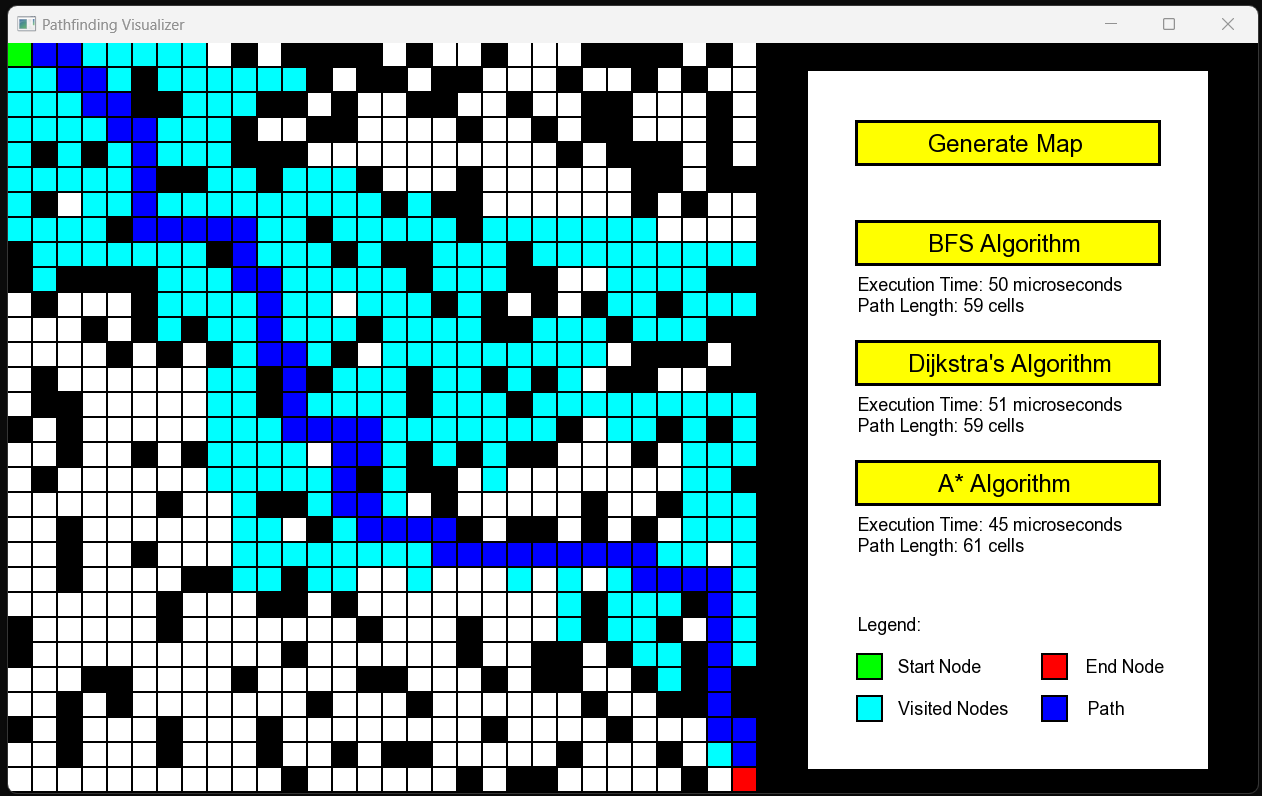 Pathfinding Visualizer
Generate Map
BFS Algorithm
Execution Time: 50 microseconds
Path Length: 59 cells
Dijkstra's Algorithm
Execution Time: 51 microseconds
Path Length: 59 cells
A* Algorithm
Execution Time: 45 microseconds
Path Length: 61 cells
Legend:
Start Node End Node
Visited Nodes Path